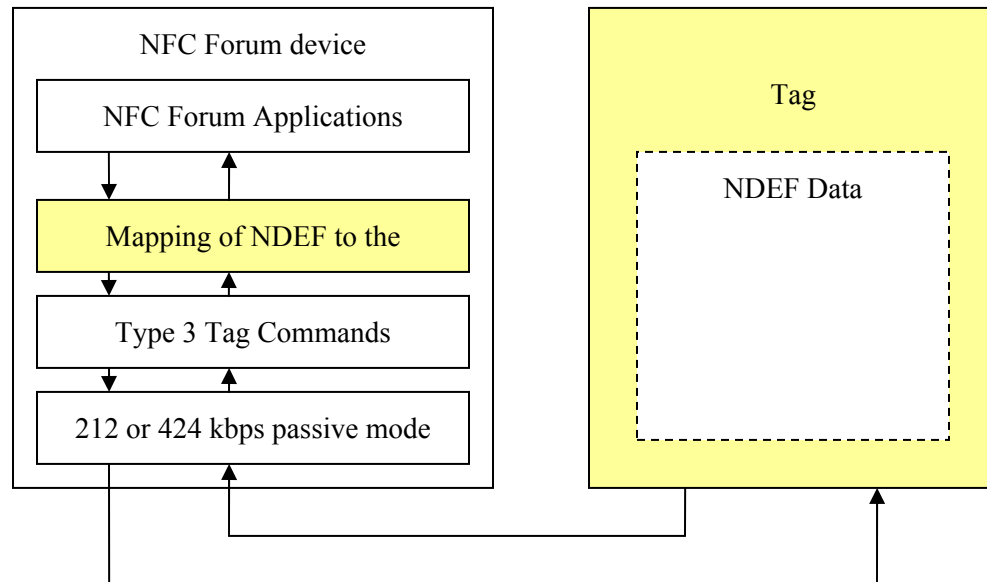 NFC Forum device
NFC Forum Applications
Mapping of NDEF to the
Type 3 Tag Commands
212 or 424 kbps passive mode
Tag
NDEF Data